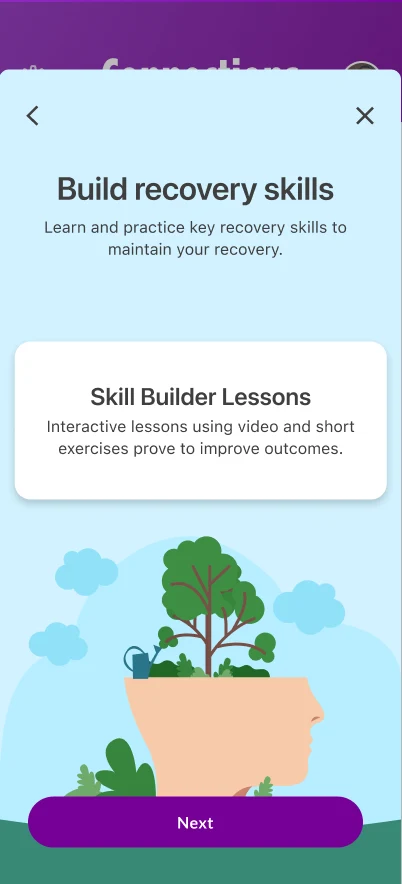 Connections
Build recovery skills
Learn and practice key recovery skills to
maintain your recovery.
Skill Builder Lessons
Interactive lessons using video and short
exercises prove to improve outcomes.
Next